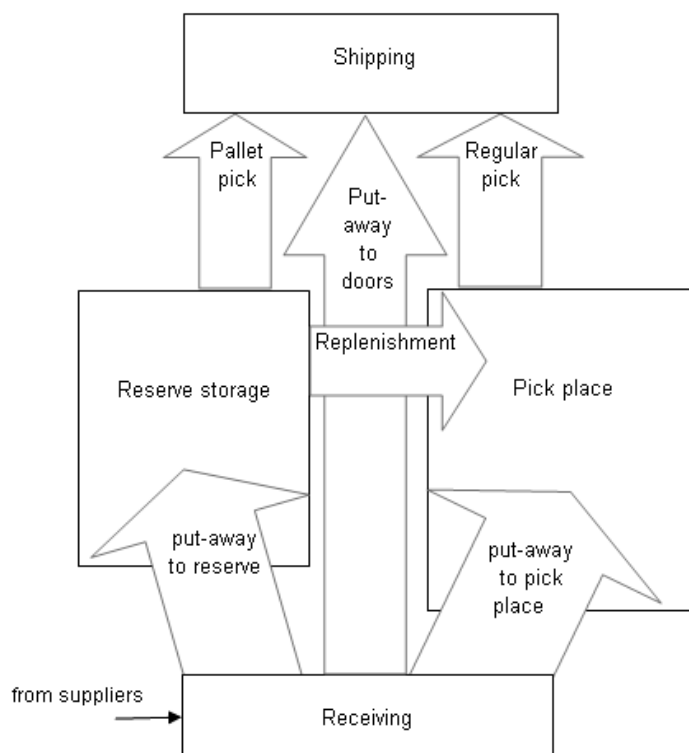 Shipping
Pallet
pick
Regular
pick
Put-
away
to
doors
Replenishment
Reserve storage
Pick place
put-away
to reserve
put-away
to pick
place
from suppliers
Receiving